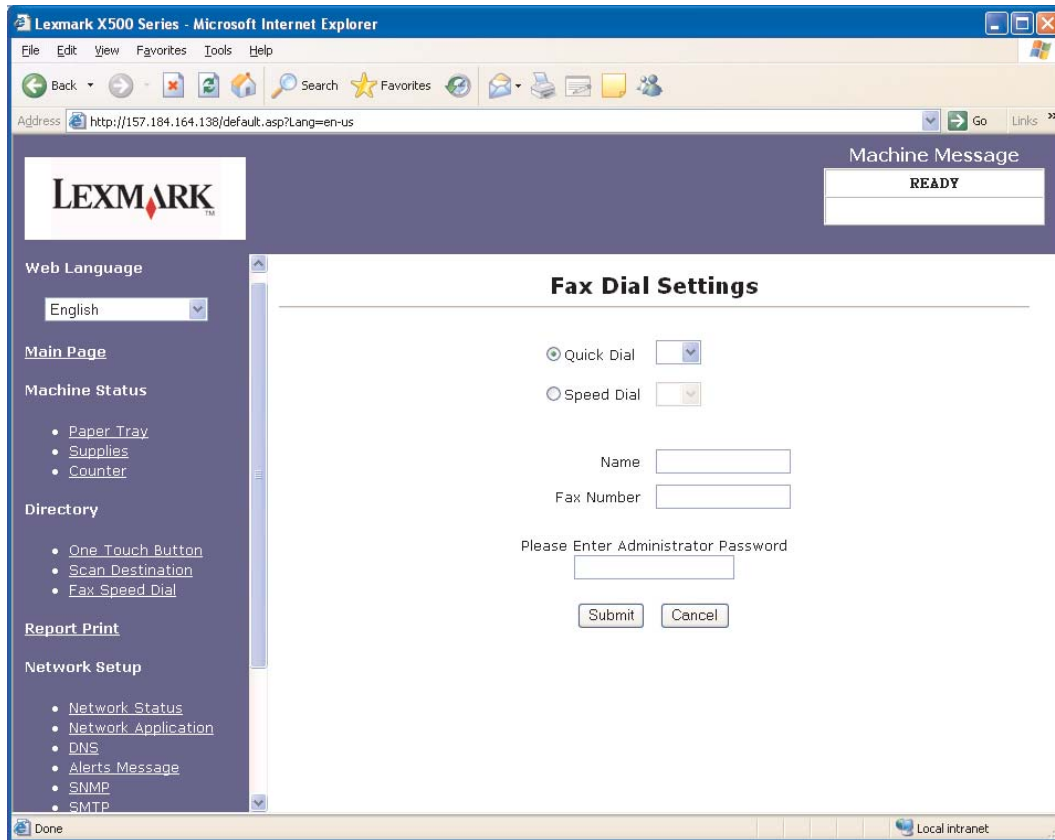 Lexmark X500 Series - Microsoft Internet Explorer
File Edit View Favorites Tools Help
Back Search Favorites
Address http://157.184.164.138/default.asp?Lang=en-us Go Links »
LEXMARK™
Machine Message
READY
Web Language
English
Main Page
Machine Status
• Paper Tray
• Supplies
• Counter
Directory
• One Touch Button
• Scan Destination
• Fax Speed Dial
Report Print
Network Setup
• Network Status
• Network Application
• DNS
• Alerts Message
• SNMP
• SMTP
Fax Dial Settings
Quick Dial
Speed Dial
Name
Fax Number
Please Enter Administrator Password
Submit Cancel
Done Local intranet